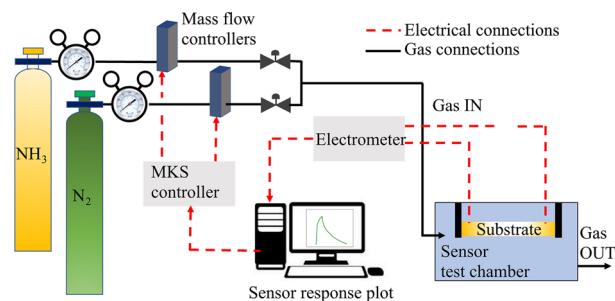 Mass flow
controllers
Electrical connections
Gas connections
Gas IN
NH3
N2
MKS
controller
Electrometer
Substrate
Sensor
test chamber
Gas
OUT
Sensor response plot